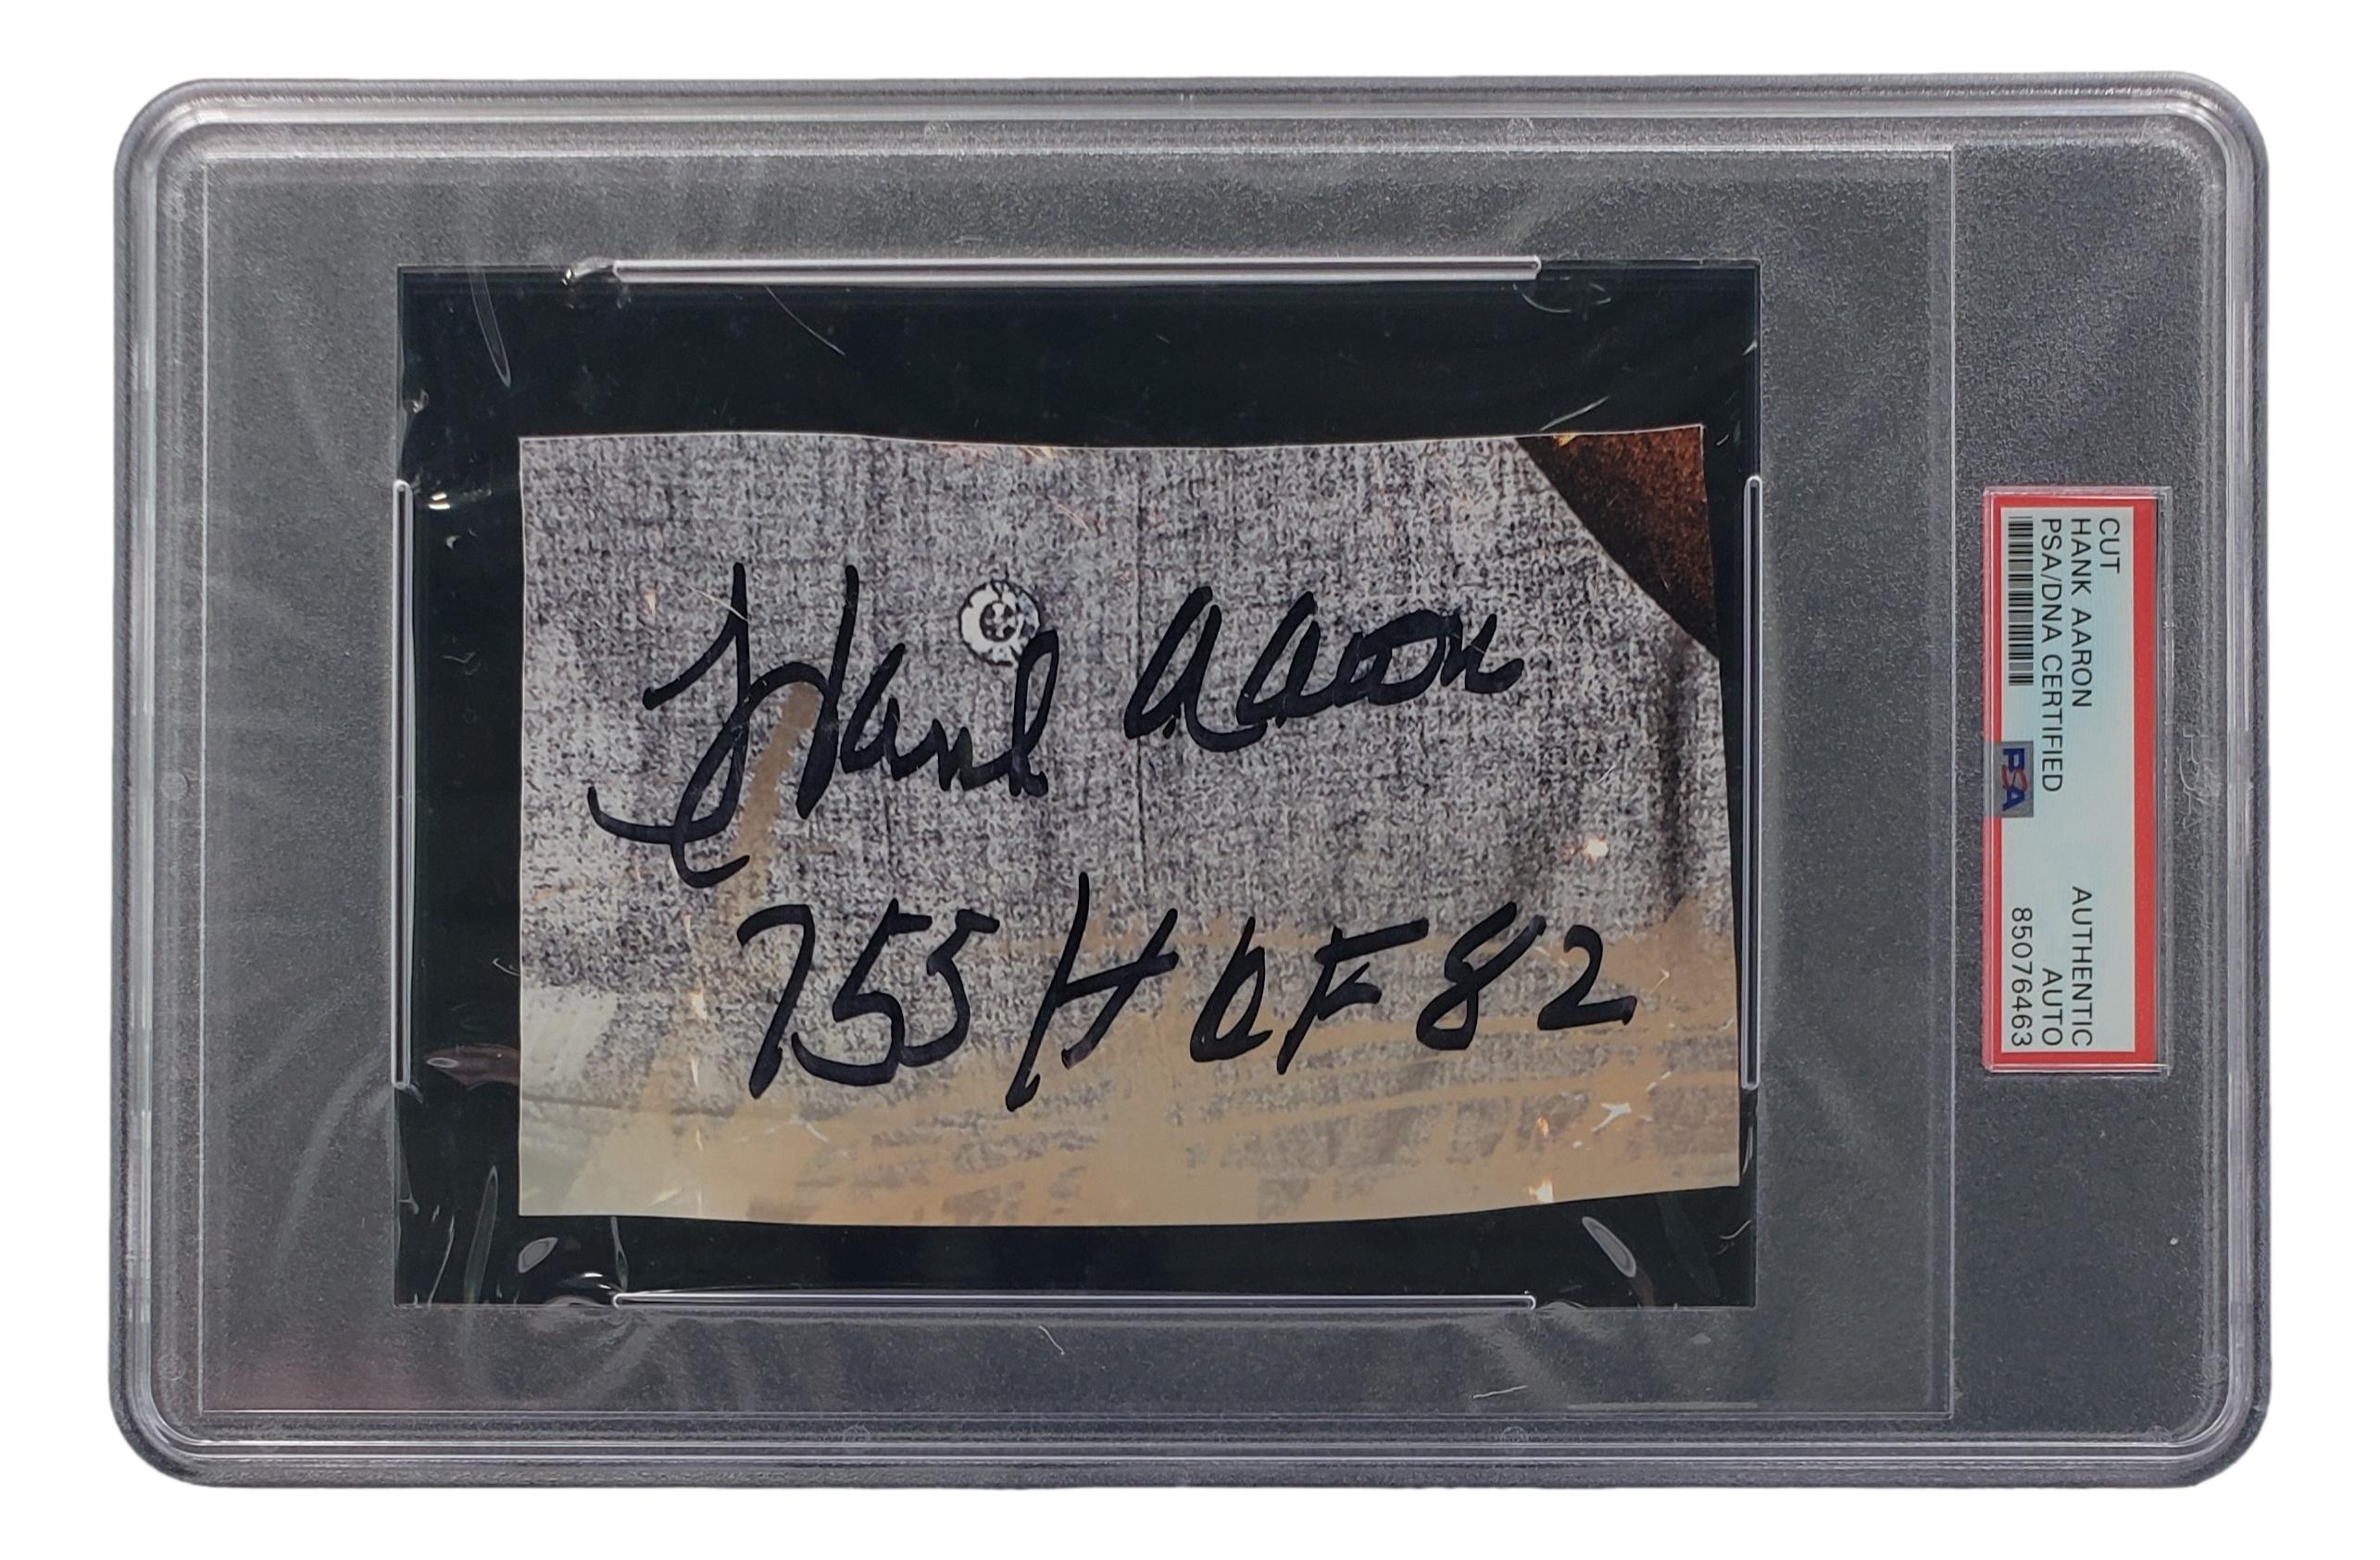 Hank Aaron
755 HOF 82
CUT
HANK AARON AUTHENTIC
PSA/DNA CERTIFIED AUTO
85076463
PSA